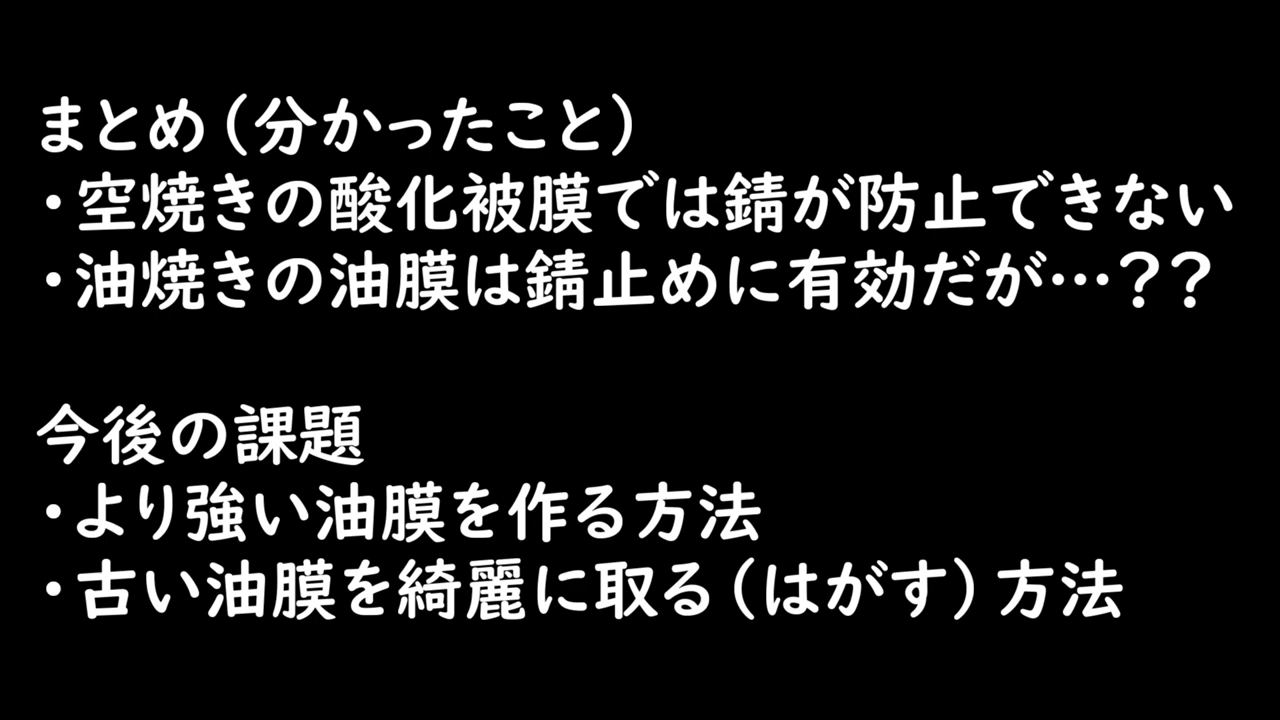 まとめ（分かったこと）
・空焼きの酸化被膜では錆が防止できない
・油焼きの油膜は錆止めに有効だが…？？
今後の課題
・より強い油膜を作る方法
・古い油膜を綺麗に取る（はがす）方法